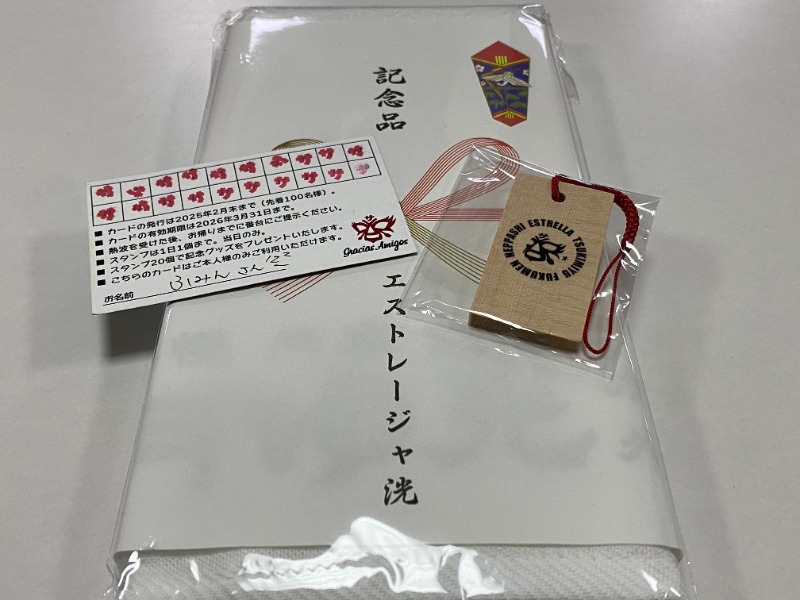 記念品
エストレージャ洸
■ カードの発行は2025年2月末まで（先着100名様）。
■ カードの有効期限は2026年3月31日まで。
■ 熱波を受けた後、お帰りまでに番台にご提示ください。
■ スタンプは1日1個まで。当日のみ。
■ スタンプ20個で記念グッズをプレゼントいたします。
■ こちらのカードはご本人様のみご利用いただけます。
お名前
Gracias.Amigos
FUKUMEN NEPPASHI ESTRELLA TSUKIHITO